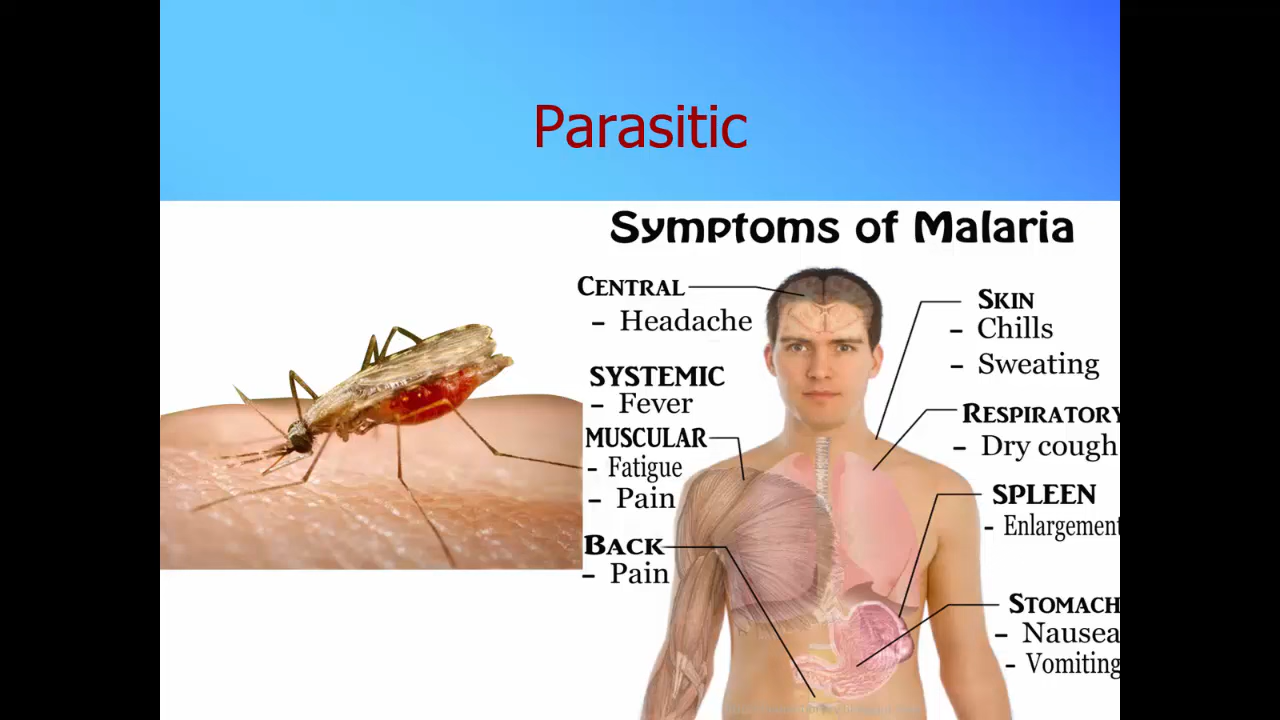 Parasitic
Symptoms of Malaria
CENTRAL
- Headache
SYSTEMIC
- Fever
MUSCULAR
- Fatigue
- Pain
BACK
- Pain
SKIN
- Chills
- Sweating
RESPIRATORY
- Dry cough
SPLEEN
- Enlargement
STOMACH
- Nausea
- Vomiting